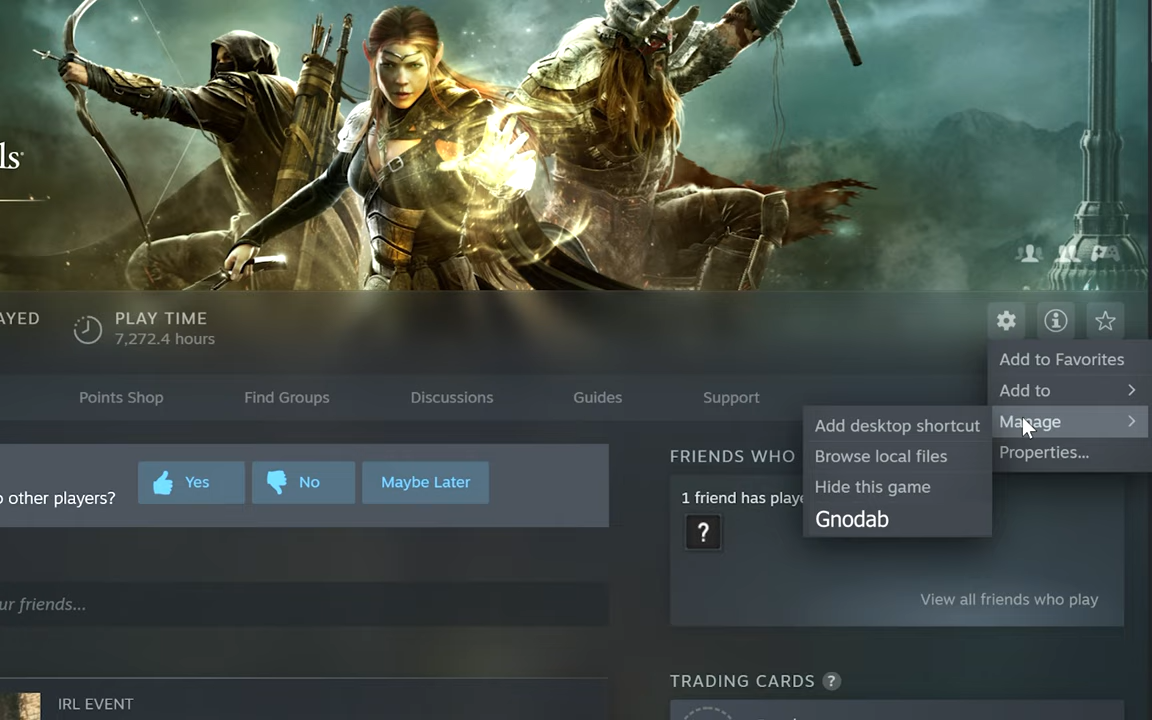 ls
AYED
PLAY TIME
7,272.4 hours
Add to Favorites
Add to
Manage
Properties...
Points Shop
Find Groups
Discussions
Guides
Support
Add desktop shortcut
Browse local files
Hide this game
Gnodab
o other players?
Yes
No
Maybe Later
FRIENDS WHO
1 friend has playe
?
View all friends who play
ur friends...
TRADING CARDS ?
IRL EVENT